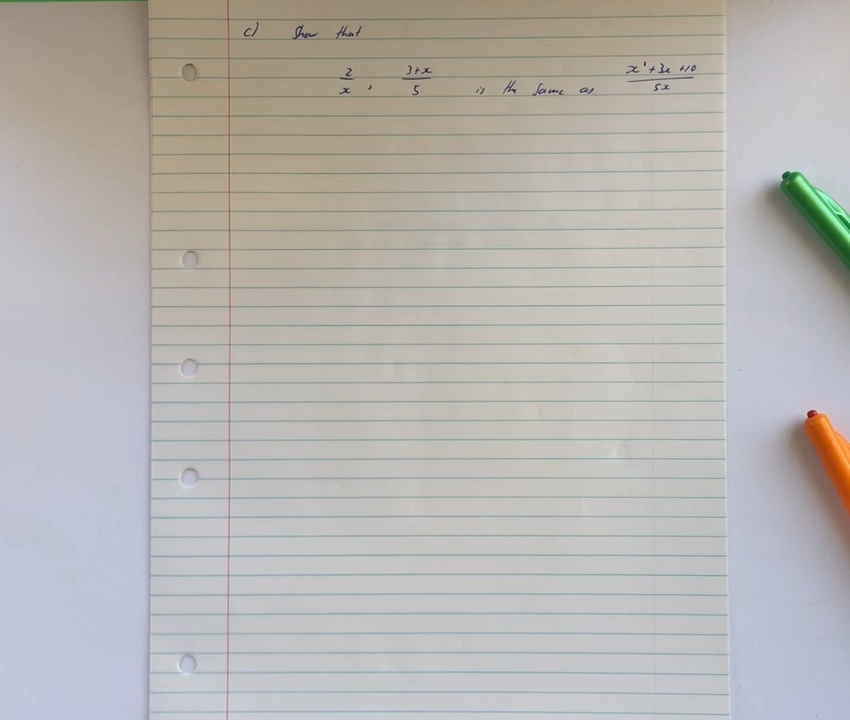 c) Show that
2/x + 3+x/5 is the same as x²+3x+10/5x